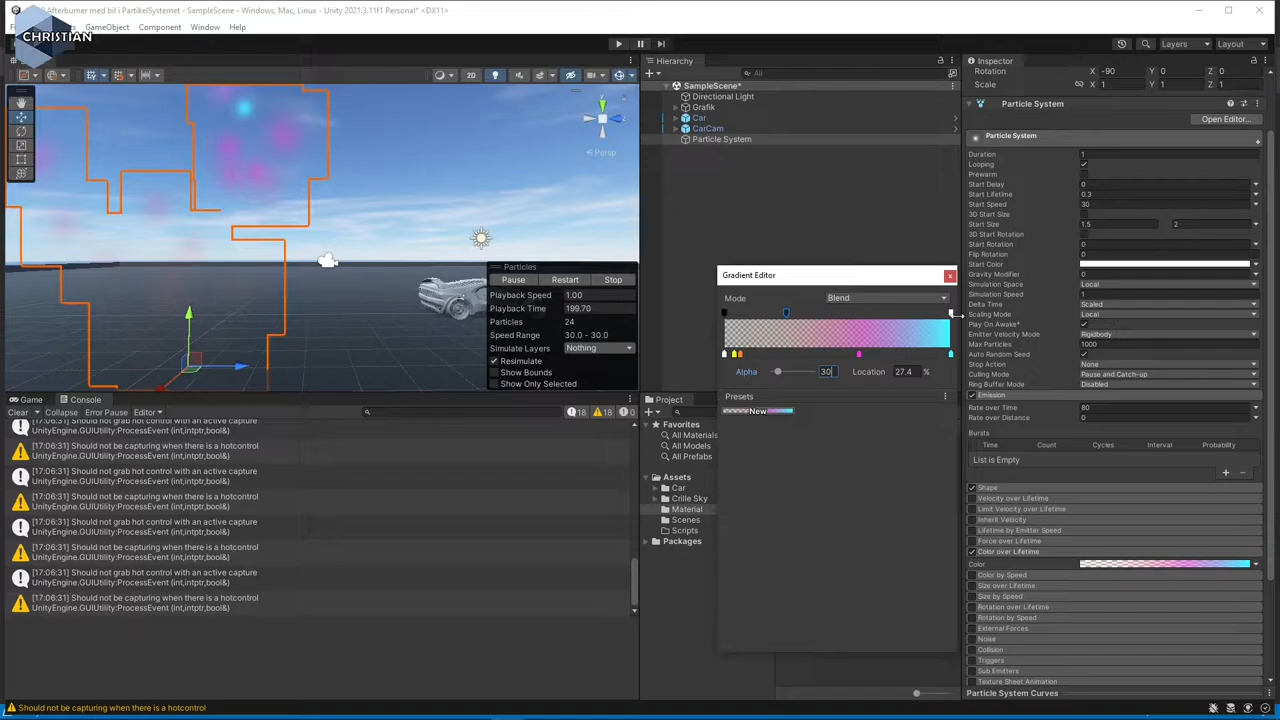 Afterburner med bil i PartikelSystemet - SampleScene - Windows, Mac, Linux - Unity 2021.3.11f1 Personal* <DX11>
GameObject Component Window Help
CHRISTIAN
Layers Layout
2D
Persp
Particles
Pause Restart Stop
Playback Speed 1.00
Playback Time 199.70
Particles 24
Speed Range 30.0 - 30.0
Simulate Layers Nothing
Resimulate
Show Bounds
Show Only Selected
Game Console
Clear Collapse Error Pause Editor 18 18 0
UnityEngine.GUIUtility:ProcessEvent (int,intptr,bool&)
[17:06:31] Should not be capturing when there is a hotcontrol
UnityEngine.GUIUtility:ProcessEvent (int,intptr,bool&)
[17:06:31] Should not grab hot control with an active capture
UnityEngine.GUIUtility:ProcessEvent (int,intptr,bool&)
[17:06:31] Should not be capturing when there is a hotcontrol
UnityEngine.GUIUtility:ProcessEvent (int,intptr,bool&)
[17:06:31] Should not grab hot control with an active capture
UnityEngine.GUIUtility:ProcessEvent (int,intptr,bool&)
[17:06:31] Should not be capturing when there is a hotcontrol
UnityEngine.GUIUtility:ProcessEvent (int,intptr,bool&)
[17:06:31] Should not grab hot control with an active capture
UnityEngine.GUIUtility:ProcessEvent (int,intptr,bool&)
[17:06:31] Should not be capturing when there is a hotcontrol
UnityEngine.GUIUtility:ProcessEvent (int,intptr,bool&)
Should not be capturing when there is a hotcontrol
Hierarchy
All
SampleScene*
Directional Light
Grafik
Car
CarCam
Particle System
Gradient Editor
Mode Blend
Alpha 30 Location 27.4 %
Presets
New
Project
Favorites
All Materials
All Models
All Prefabs
Assets
Car
Crille Sky
Material
Scenes
Scripts
Packages
Inspector
Rotation X -90 Y 0 Z 0
Scale X 1 Y 1 Z 1
Particle System
Open Editor...
Particle System
Duration 1
Looping
Prewarm
Start Delay 0
Start Lifetime 0.3
Start Speed 30
3D Start Size
Start Size 1.5 2
3D Start Rotation
Start Rotation 0
Flip Rotation 0
Start Color
Gravity Modifier 0
Simulation Space Local
Simulation Speed 1
Delta Time Scaled
Scaling Mode Local
Play On Awake*
Emitter Velocity Mode Rigidbody
Max Particles 1000
Auto Random Seed
Stop Action None
Culling Mode Pause and Catch-up
Ring Buffer Mode Disabled
Emission
Rate over Time 80
Rate over Distance 0
Bursts
Time Count Cycles Interval Probability
List is Empty
Shape
Velocity over Lifetime
Limit Velocity over Lifetime
Inherit Velocity
Lifetime by Emitter Speed
Force over Lifetime
Color over Lifetime
Color
Color by Speed
Size over Lifetime
Size by Speed
Rotation over Lifetime
Rotation by Speed
External Forces
Noise
Collision
Triggers
Sub Emitters
Texture Sheet Animation
Particle System Curves